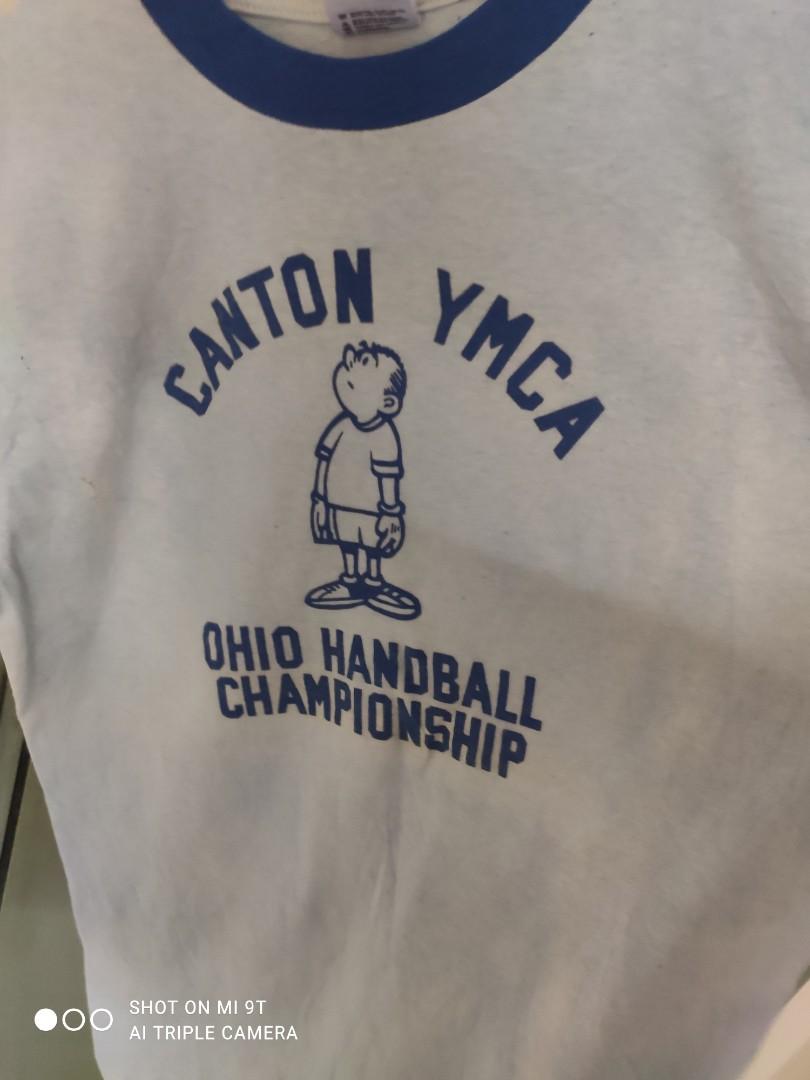 CANTON YMCA
OHIO HANDBALL
CHAMPIONSHIP
SHOT ON MI 9T
AI TRIPLE CAMERA